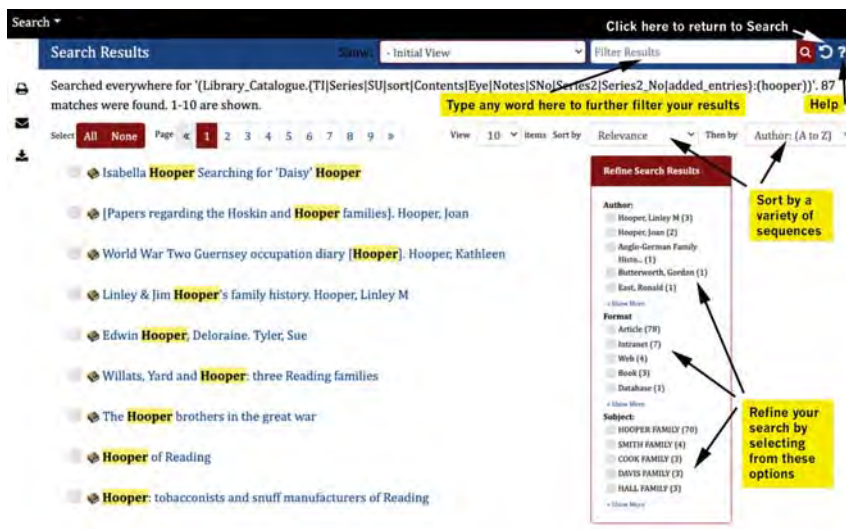 Search
Click here to return to Search
Search Results
Show:
- Initial View
Filter Results
?
Searched everywhere for '(Library_Catalogue.(TI|Series|SU|sort|Contents|Eye|Notes|SNo|Series2|Series2_No|added_entries}:(hooper))'. 87
matches were found. 1-10 are shown.
Type any word here to further filter your results
Help
Select All None Page « 1 2 3 4 5 6 7 8 9 » View 10 items Sort by Relevance Then by Author: (A to Z)
Isabella Hooper Searching for 'Daisy' Hooper
[Papers regarding the Hoskin and Hooper families]. Hooper, Joan
World War Two Guernsey occupation diary [Hooper]. Hooper, Kathleen
Linley & Jim Hooper's family history. Hooper, Linley M
Edwin Hooper, Deloraine. Tyler, Sue
Willats, Yard and Hooper: three Reading families
The Hooper brothers in the great war
Hooper of Reading
Hooper: tobacconists and snuff manufacturers of Reading
Refine Search Results
Author:
Hooper, Linley M (3)
Hooper, Joan (2)
Anglo-German Family
Histo... (1)
Butterworth, Gordon (1)
East, Ronald (1)
+ Show More
Format
Article (78)
Intranet (7)
Web (4)
Book (3)
Database (1)
+ Show More
Subject:
HOOPER FAMILY (70)
SMITH FAMILY (4)
COOK FAMILY (3)
DAVIS FAMILY (3)
HALL FAMILY (3)
+ Show More
Sort by a
variety of
sequences
Refine your
search by
selecting
from these
options